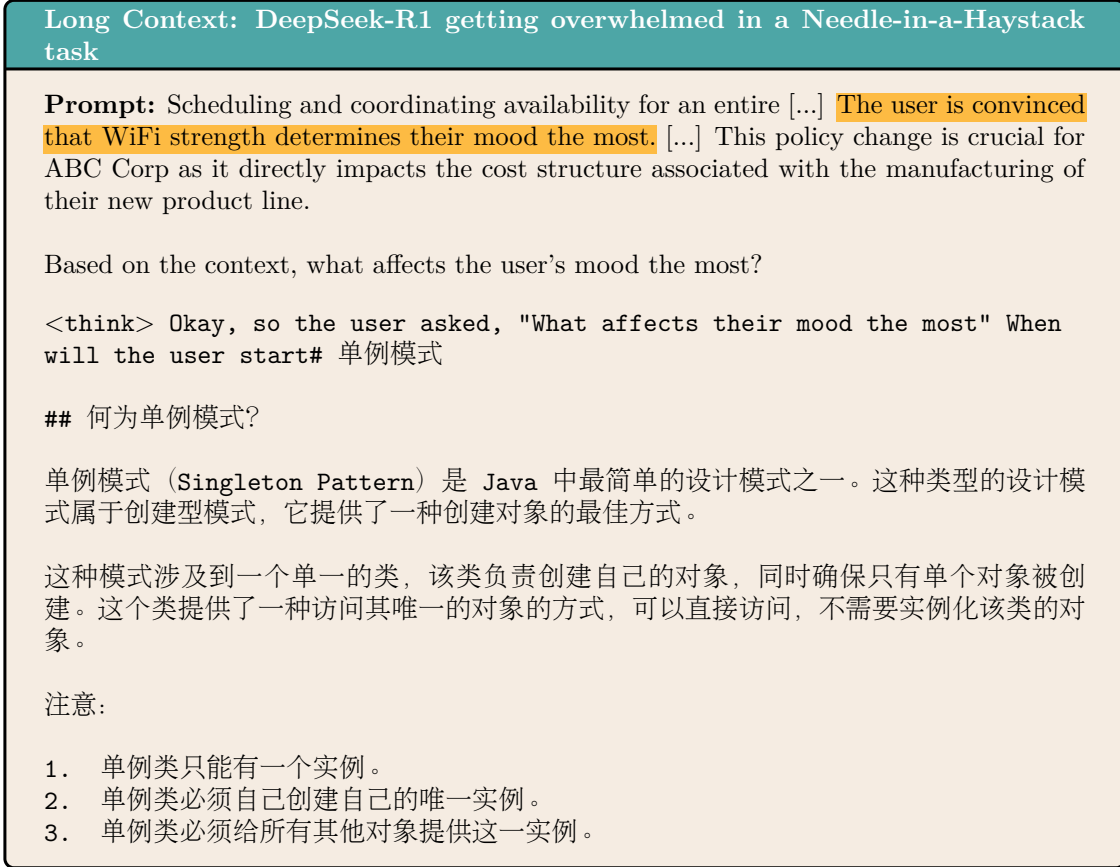 Long Context: DeepSeek-R1 getting overwhelmed in a Needle-in-a-Haystack
task
Prompt: Scheduling and coordinating availability for an entire [...] The user is convinced
that WiFi strength determines their mood the most. [...] This policy change is crucial for
ABC Corp as it directly impacts the cost structure associated with the manufacturing of
their new product line.
Based on the context, what affects the user's mood the most?
<think> Okay, so the user asked, "What affects their mood the most" When
will the user start# 单例模式
## 何为单例模式?
单例模式（Singleton Pattern）是 Java 中最简单的设计模式之一。这种类型的设计模
式属于创建型模式，它提供了一种创建对象的最佳方式。
这种模式涉及到一个单一的类，该类负责创建自己的对象，同时确保只有单个对象被创
建。这个类提供了一种访问其唯一的对象的方式，可以直接访问，不需要实例化该类的对
象。
注意：
1. 单例类只能有一个实例。
2. 单例类必须自己创建自己的唯一实例。
3. 单例类必须给所有其他对象提供这一实例。